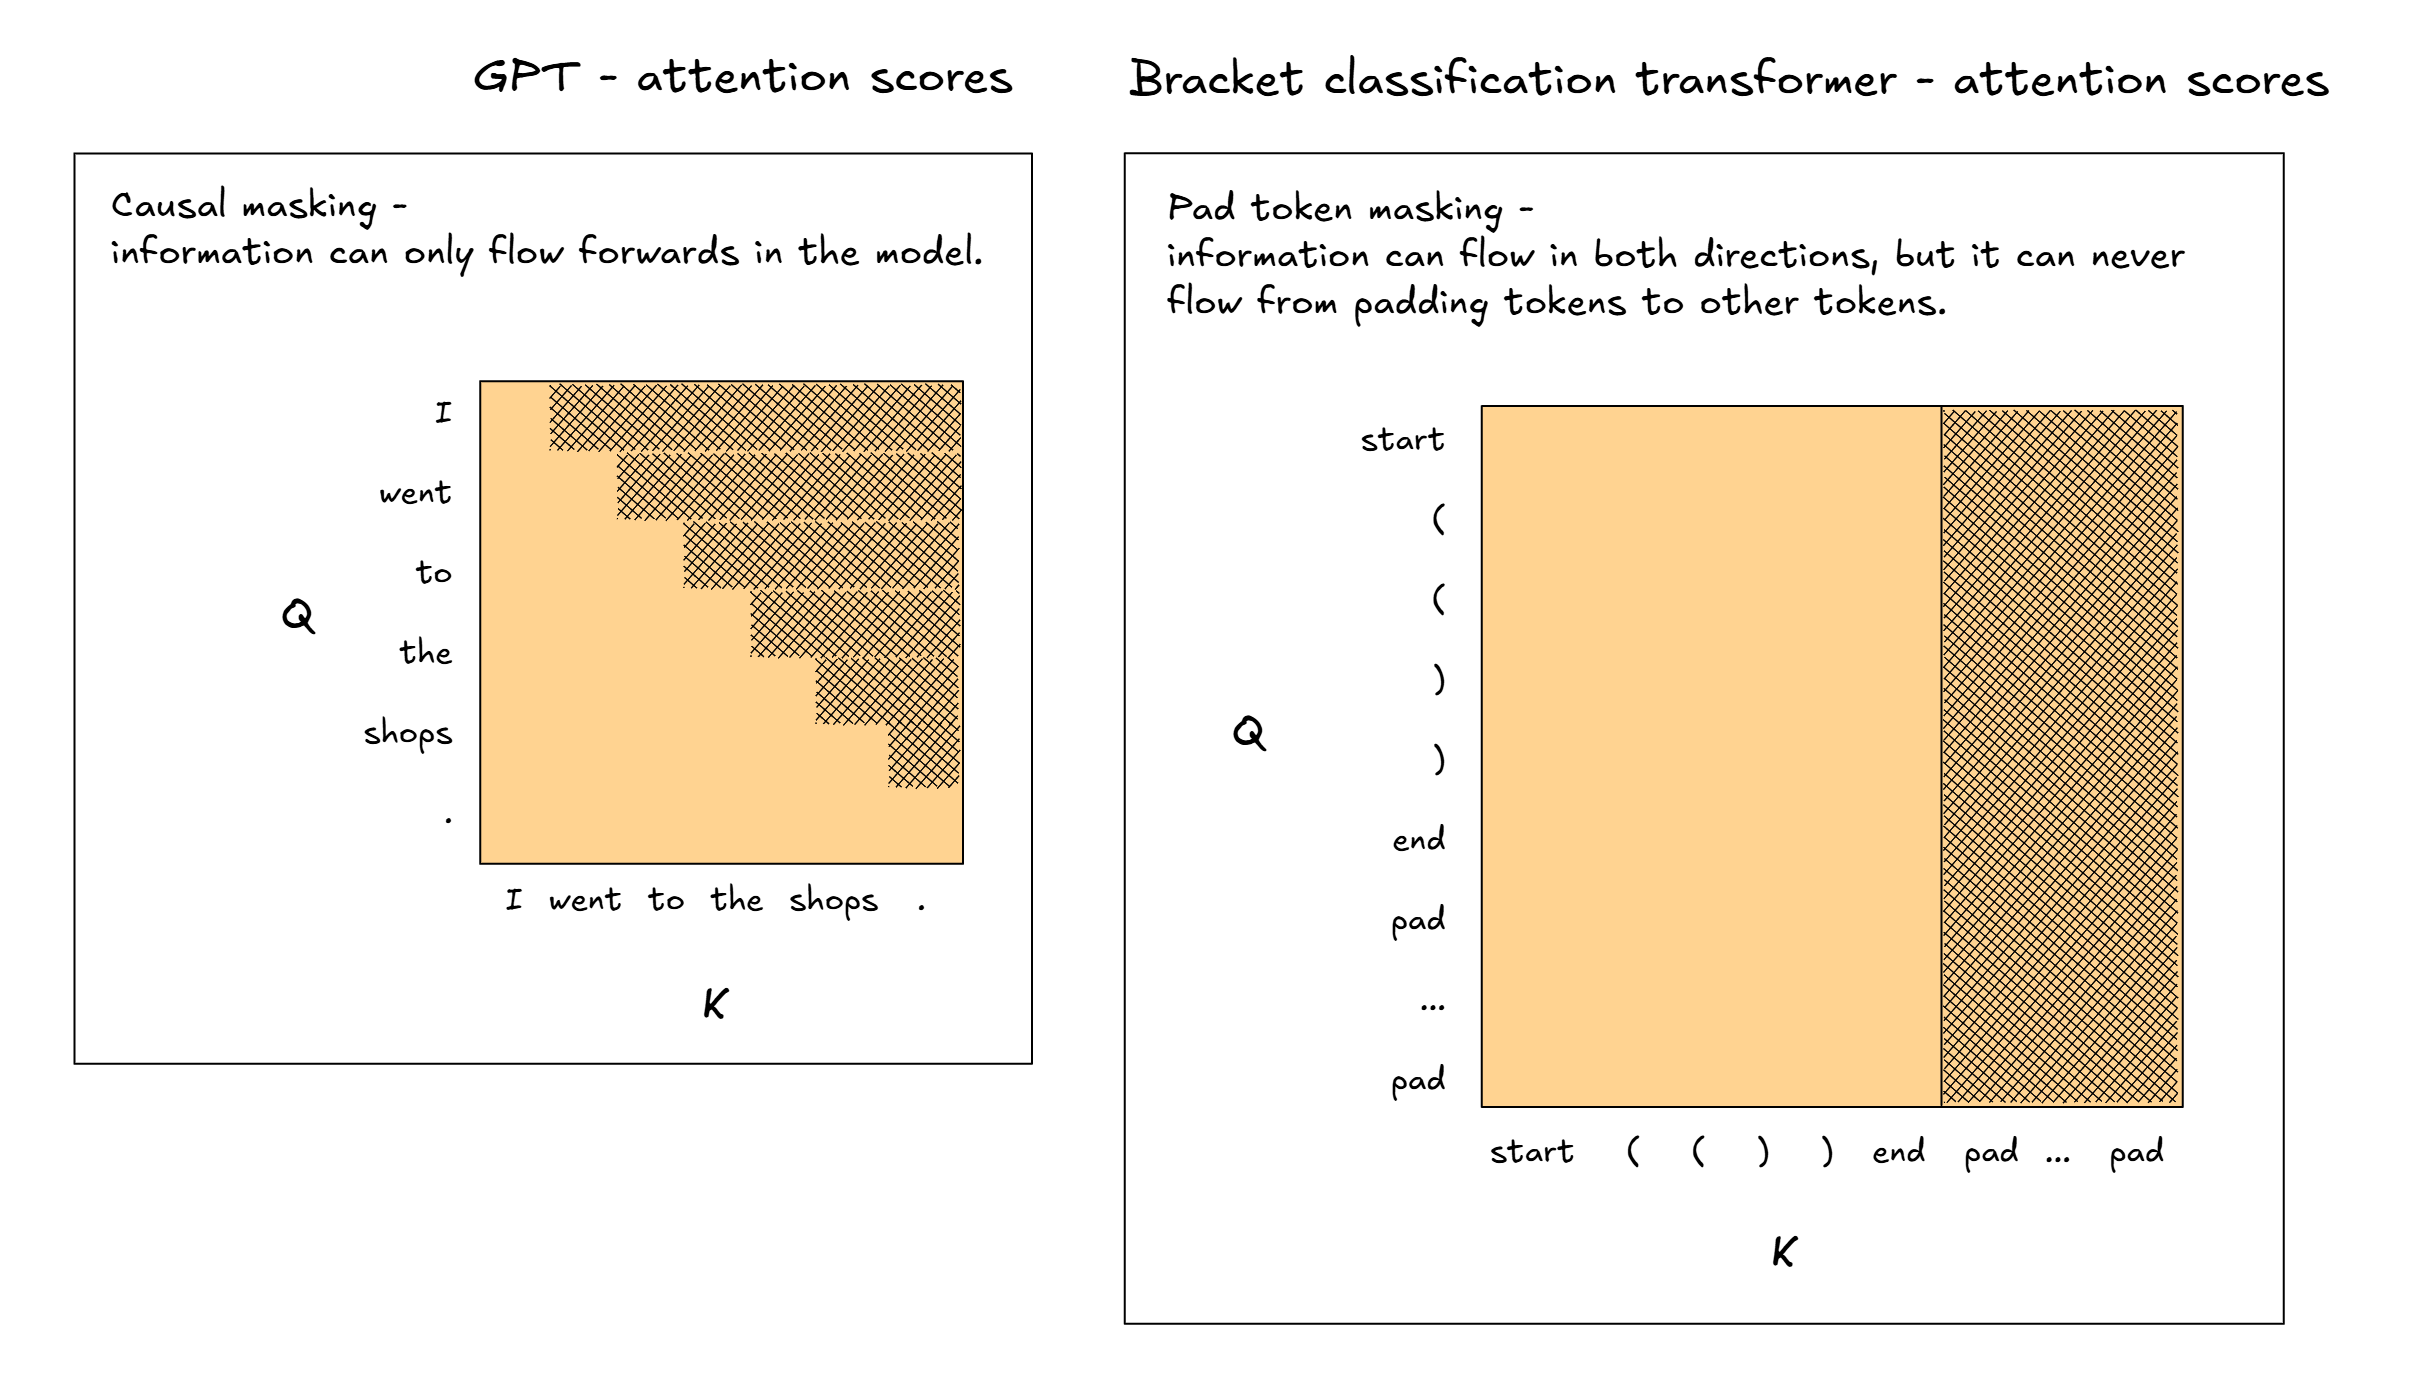 GPT - attention scores
Causal masking -
information can only flow forwards in the model.
I
went
to
the
shops
.
Q
I went to the shops .
K
Bracket classification transformer - attention scores
Pad token masking -
information can flow in both directions, but it can never
flow from padding tokens to other tokens.
start
(
(
)
)
end
pad
...
pad
Q
start ( ( ) ) end pad ... pad
K